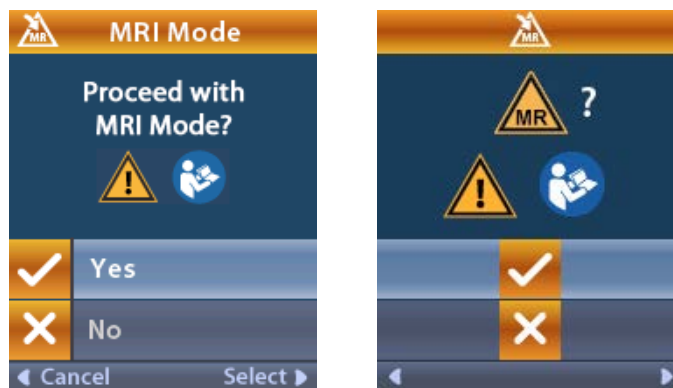 MR
MRI Mode
Proceed with
MRI Mode?
!
Yes
No
Cancel
Select
MR
MR
?
!